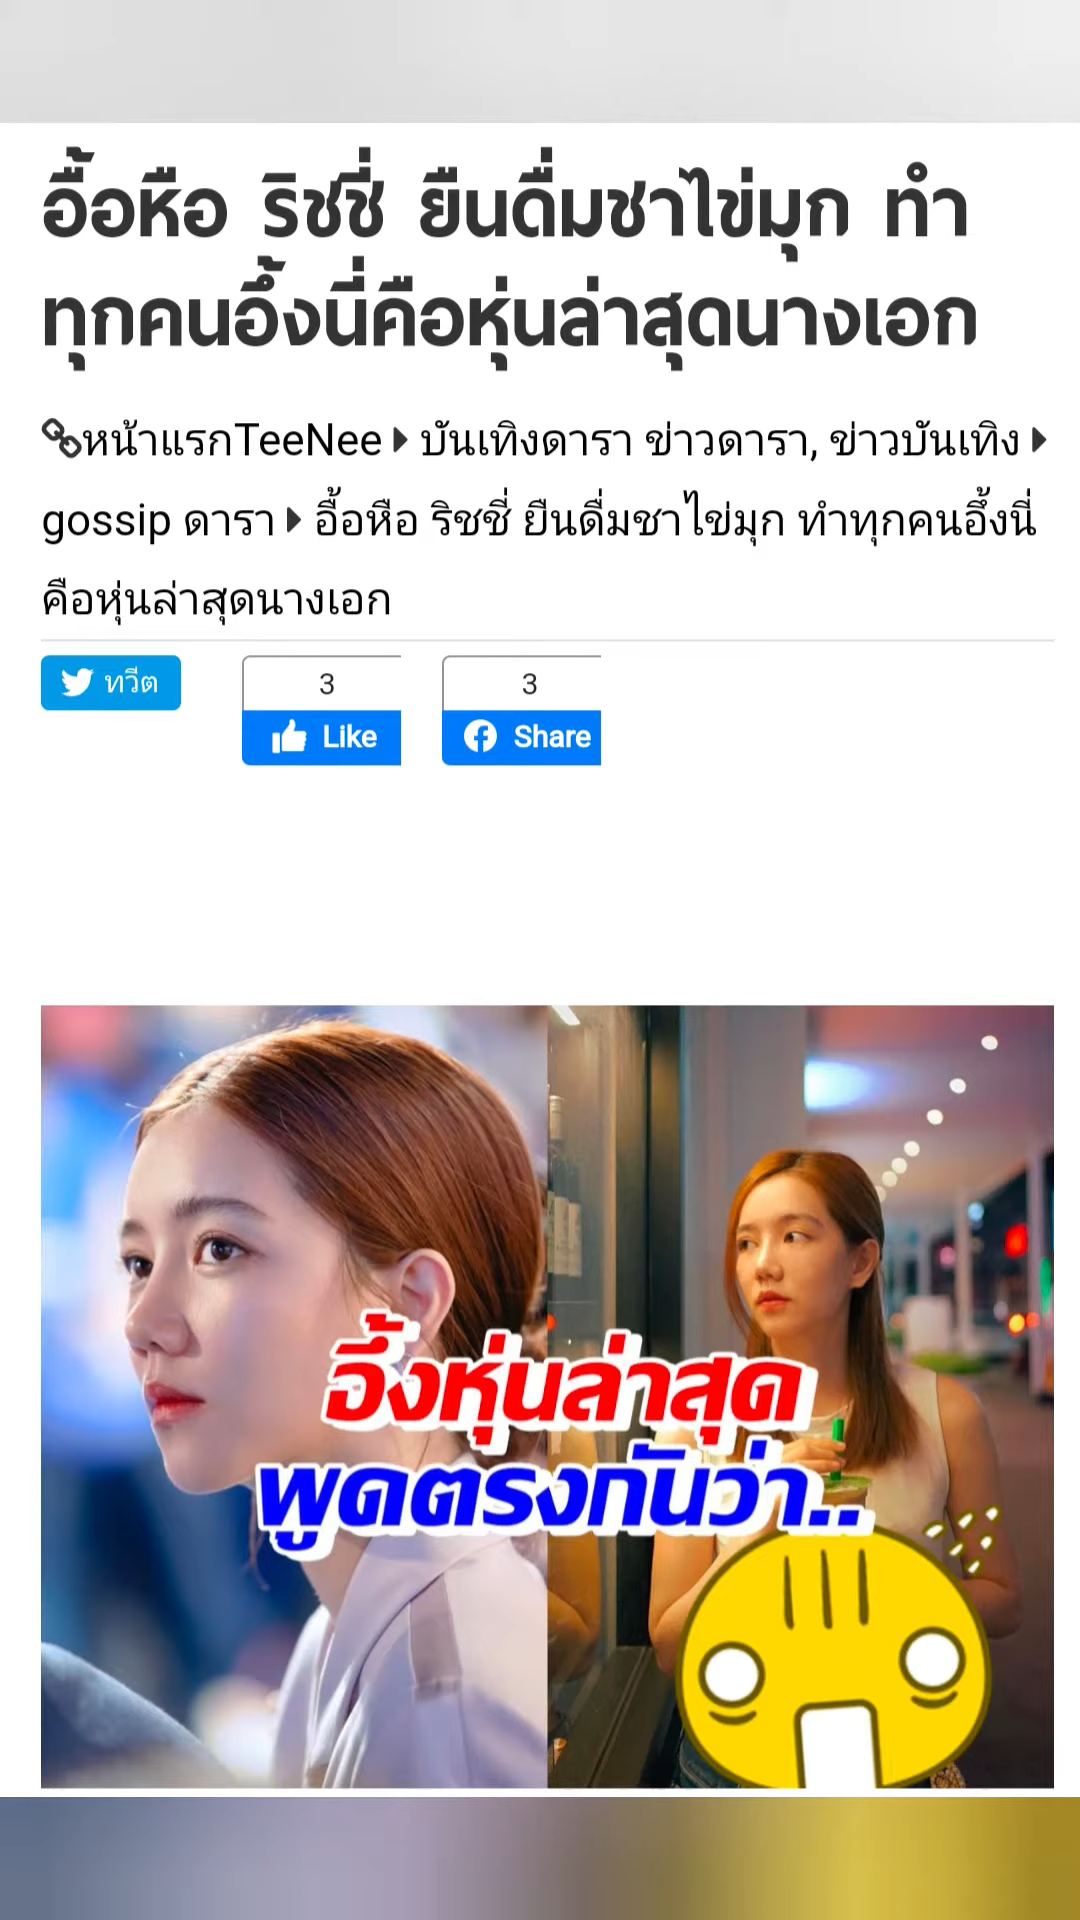 อื้อหือ ริชชี่ ยืนดื่มชาไข่มุก ทำ
ทุกคนอึ้งนี่คือหุ่นล่าสุดนางเอก
หน้าแรกTeeNee บันเทิงดารา ข่าวดารา, ข่าวบันเทิง
gossip ดารา อื้อหือ ริชชี่ ยืนดื่มชาไข่มุก ทำทุกคนอึ้งนี่
คือหุ่นล่าสุดนางเอก
ทวีต
3
Like
3
Share
อึ้งหุ่นล่าสุด
พูดตรงกันว่า..